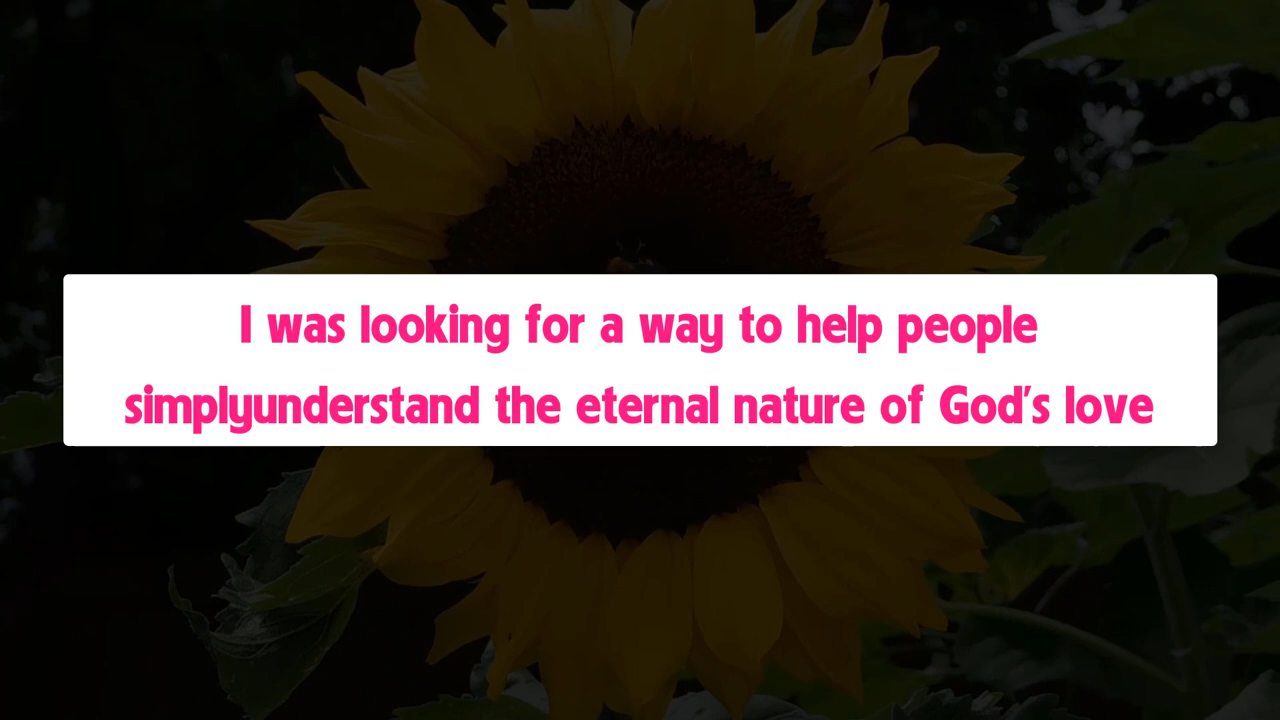 I was looking for a way to help people
simplyunderstand the eternal nature of God's love